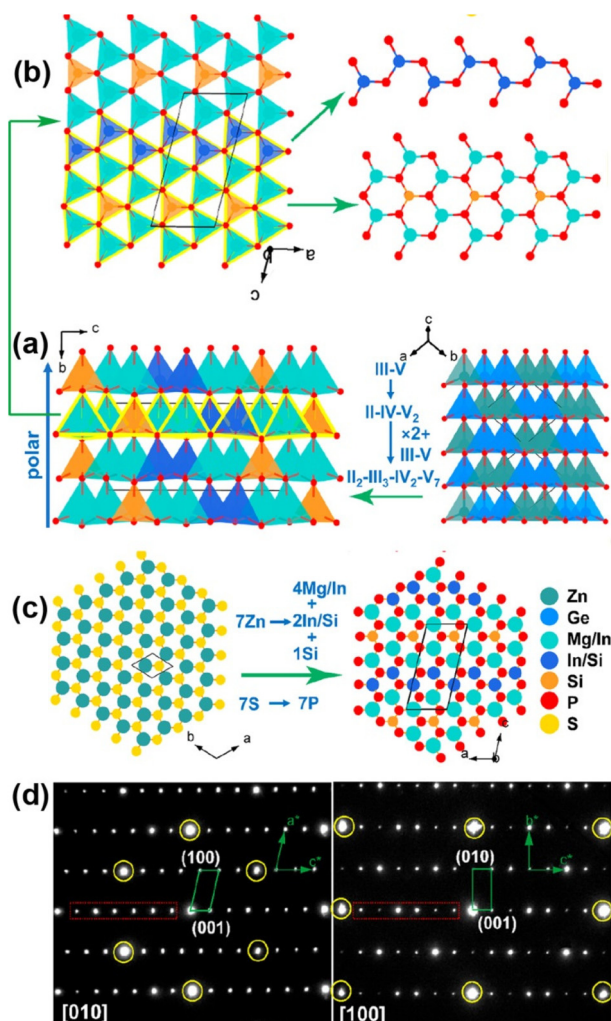 (b)
a
b
c
(a)
c
b
polar
c
a
b
III-V
II-IV-V₂
×2+
III-V
II₂-III₃-IV₂-V₇
(c)
7Zn
4Mg/In
+
2In/Si
+
1Si
7S
7P
b
a
c
a
b
Zn
Ge
Mg/In
In/Si
Si
P
S
(d)
a*
c*
(100)
(001)
[010]
b*
c*
(010)
(001)
[100]